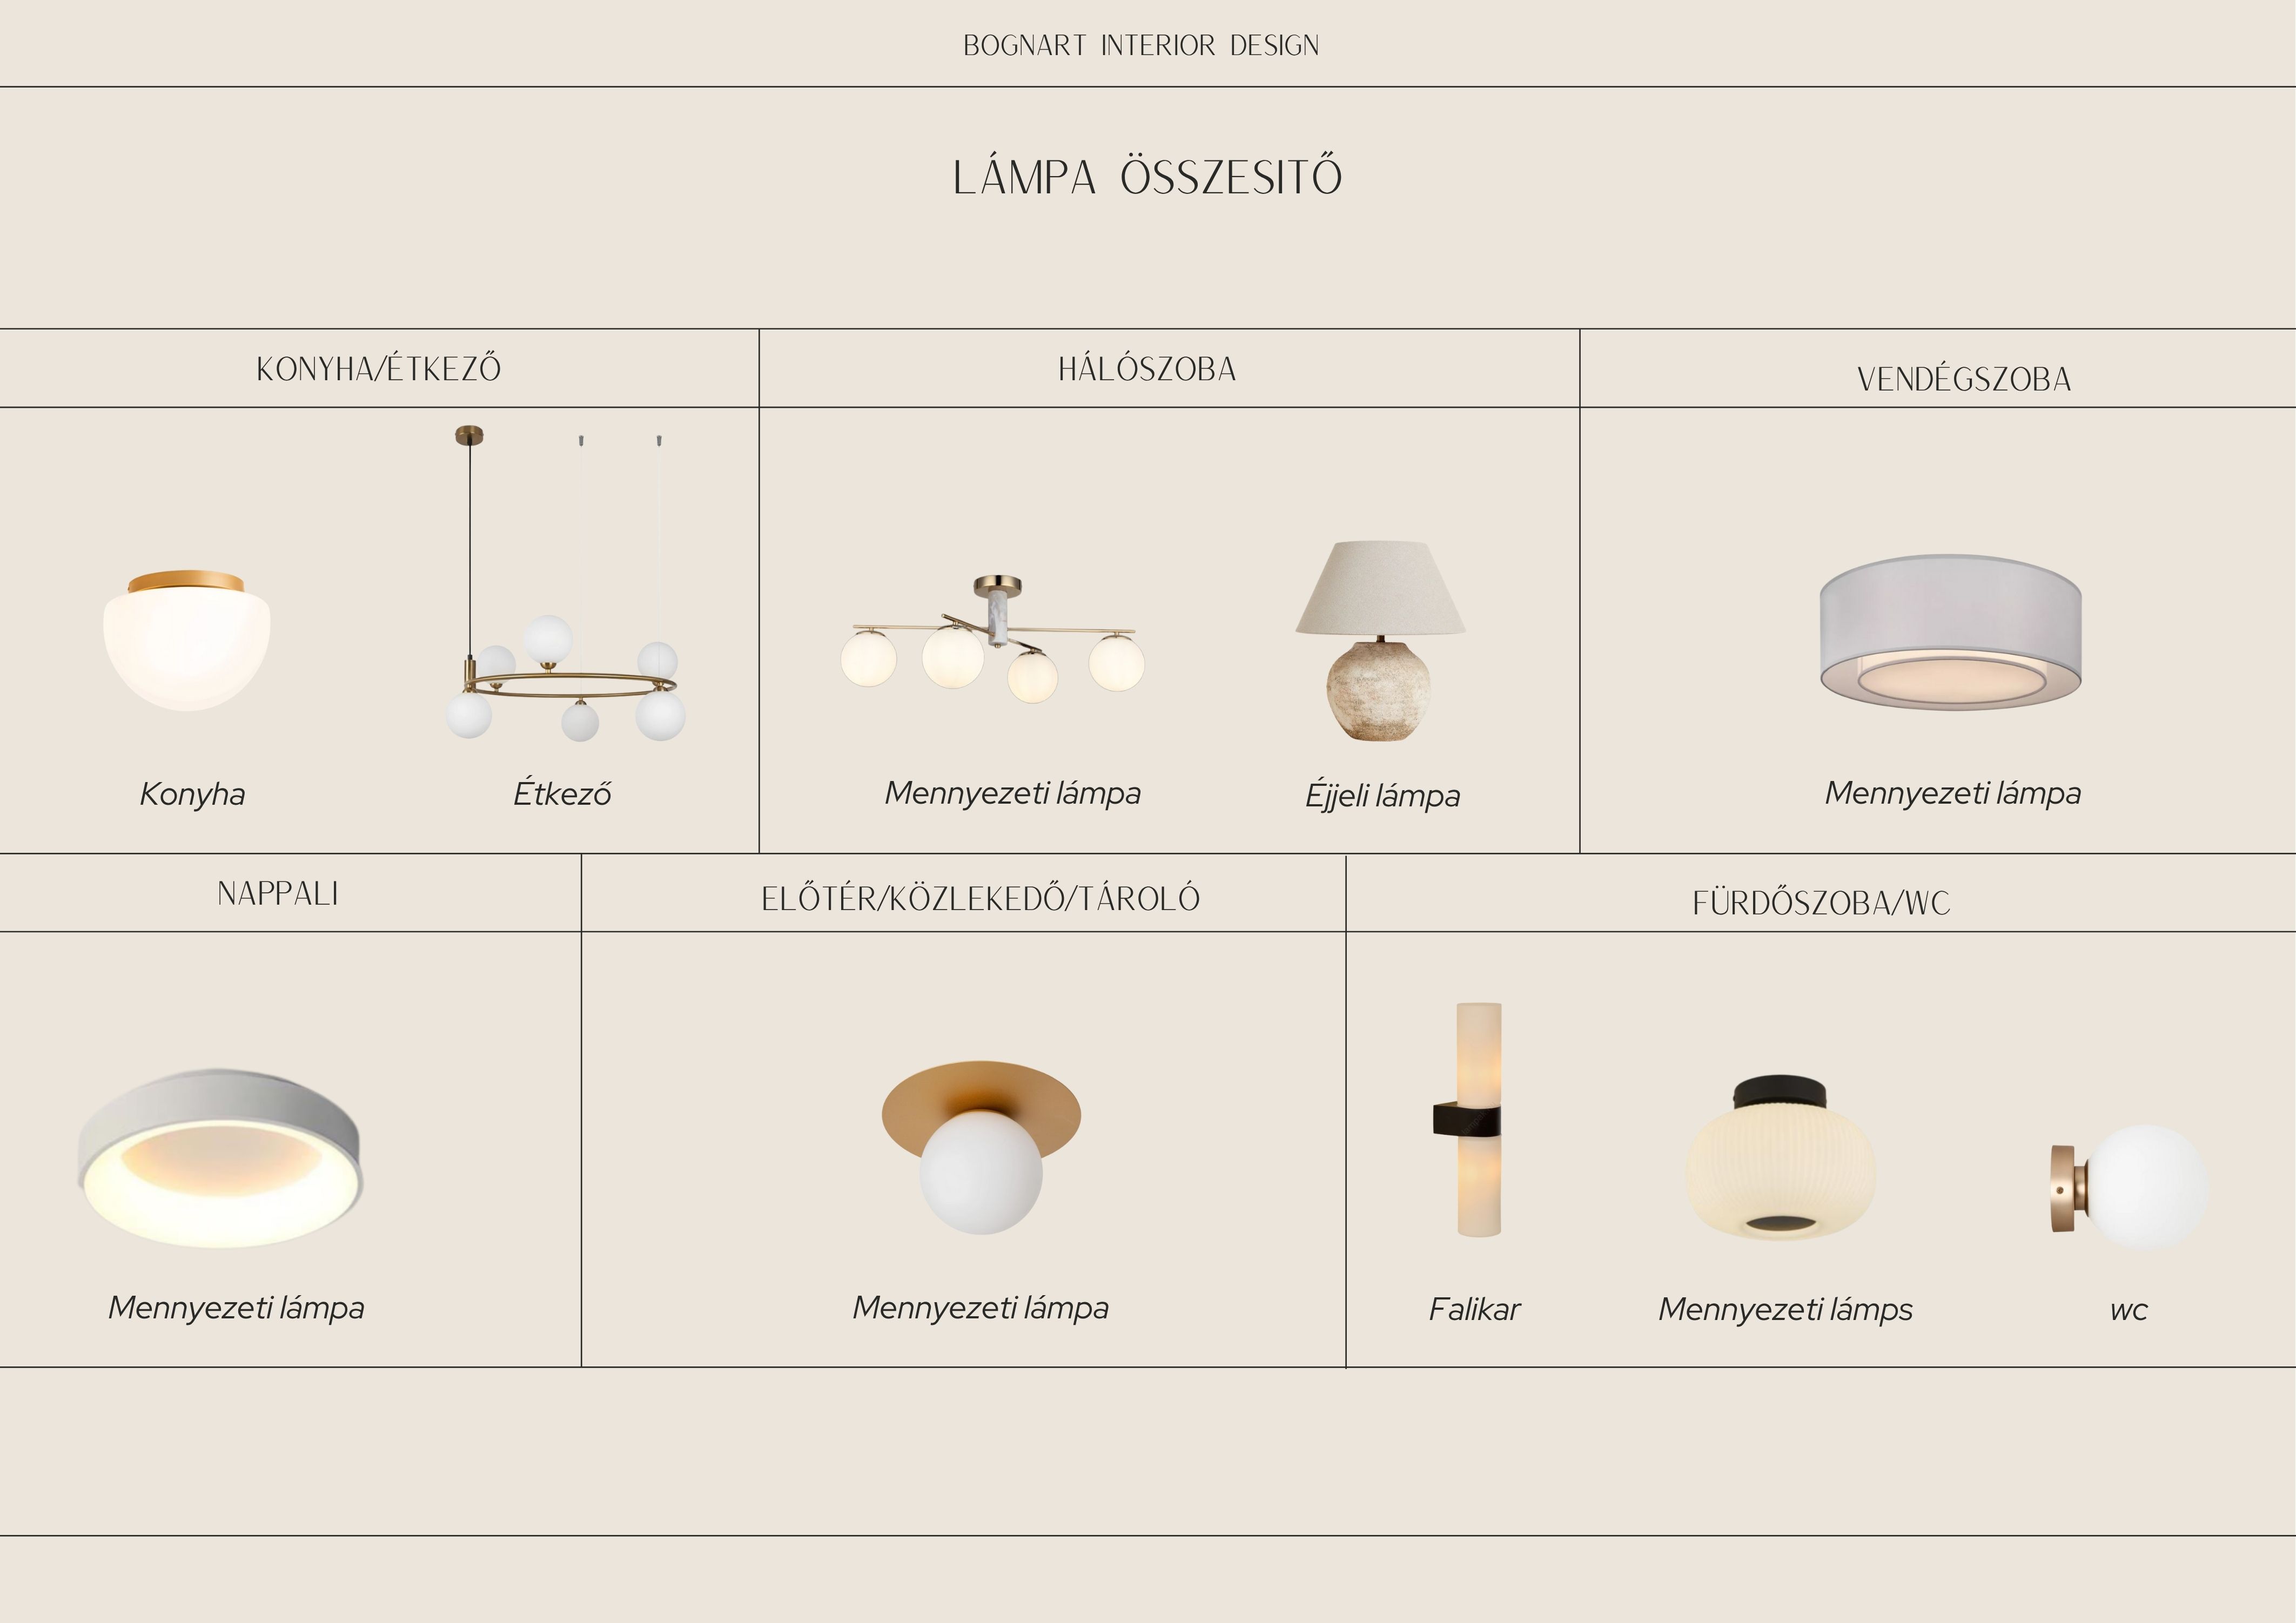 BOGNART INTERIOR DESIGN
LÁMPA ÖSSZESITŐ
KONYHA/ÉTKEZŐ
HÁLÓSZOBA
VENDÉGSZOBA
Konyha
Étkező
Mennyezeti lámpa
Éjjeli lámpa
Mennyezeti lámpa
NAPPALI
ELŐTÉR/KÖZLEKEDŐ/TÁROLÓ
FÜRDŐSZOBA/WC
Mennyezeti lámpa
Mennyezeti lámpa
Falikar
Mennyezeti lámps
wc